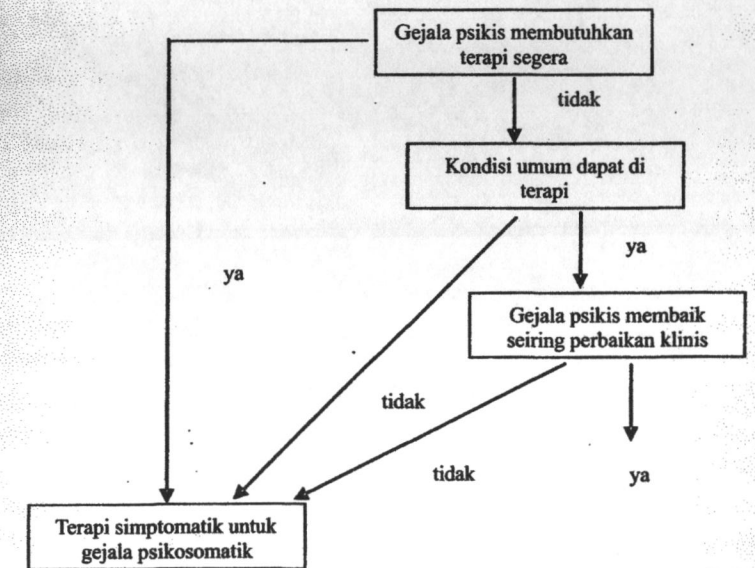 Gejala psikis membutuhkan
terapi segera
tidak
Kondisi umum dapat di
terapi
ya
ya
Gejala psikis membaik
seiring perbaikan klinis
tidak
tidak
ya
Terapi simptomatik untuk
gejala psikosomatik